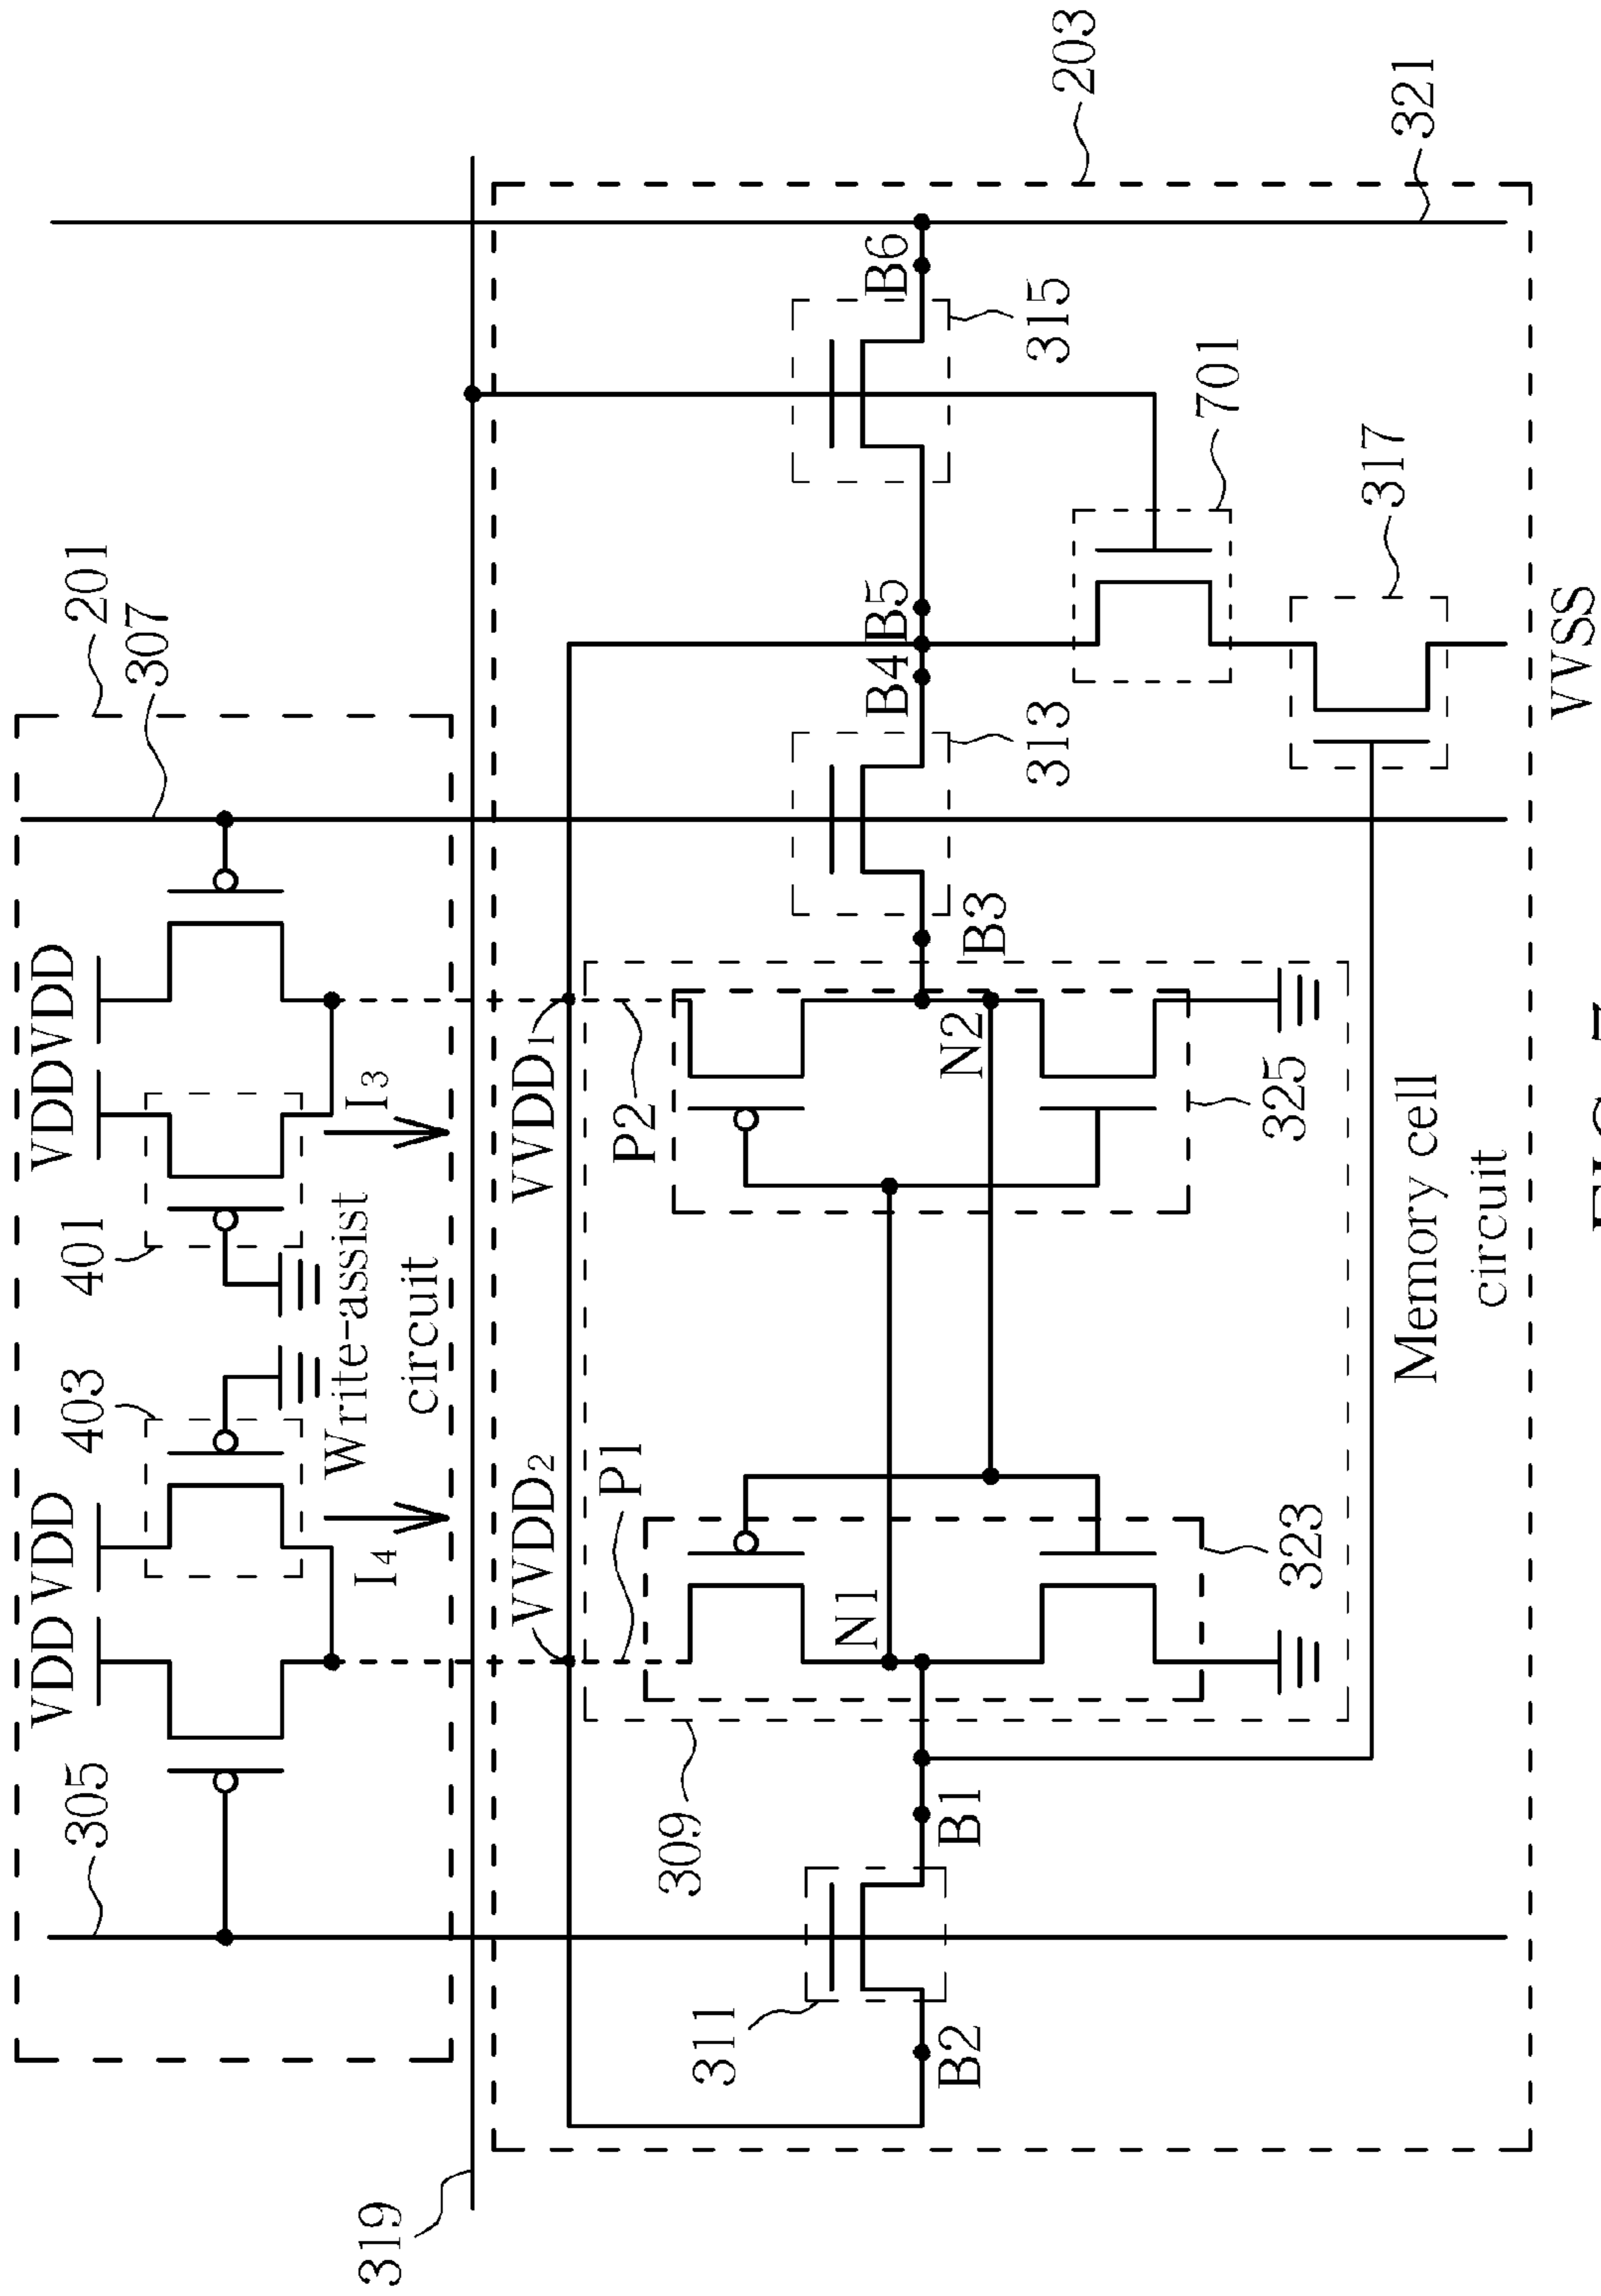 VDD VDD
VDD VDD
305
403
401
201
307
Write-assist
circuit
I₄
I₃
319
VVDD₂
VVDD₁
P1
P2
309
311
N1
N2
B1
B2
B3
B4
B5
B6
313
315
203
701
323
325
317
321
Memory cell
circuit
VVSS